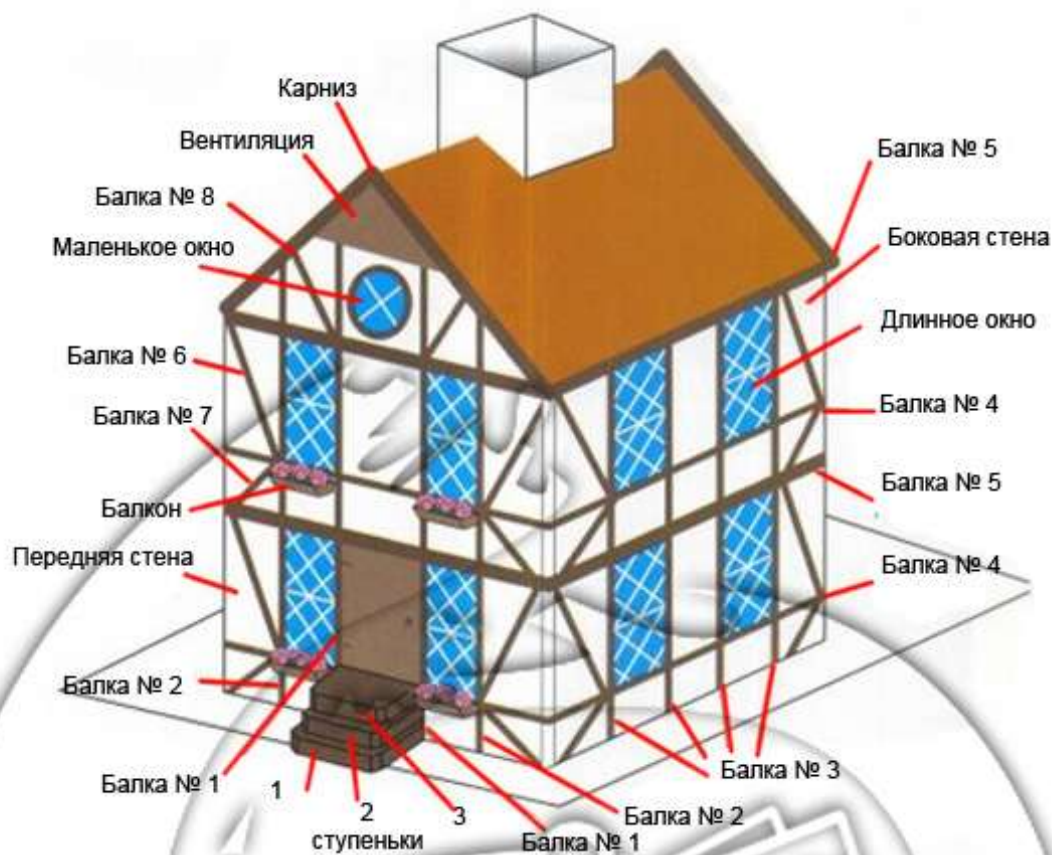 Карниз
Вентиляция
Балка № 8
Маленькое окно
Балка № 6
Балка № 7
Балкон
Передняя стена
Балка № 2
Балка № 1
1
2
3
ступеньки
Балка № 1
Балка № 2
Балка № 3
Балка № 5
Боковая стена
Длинное окно
Балка № 4
Балка № 5
Балка № 4